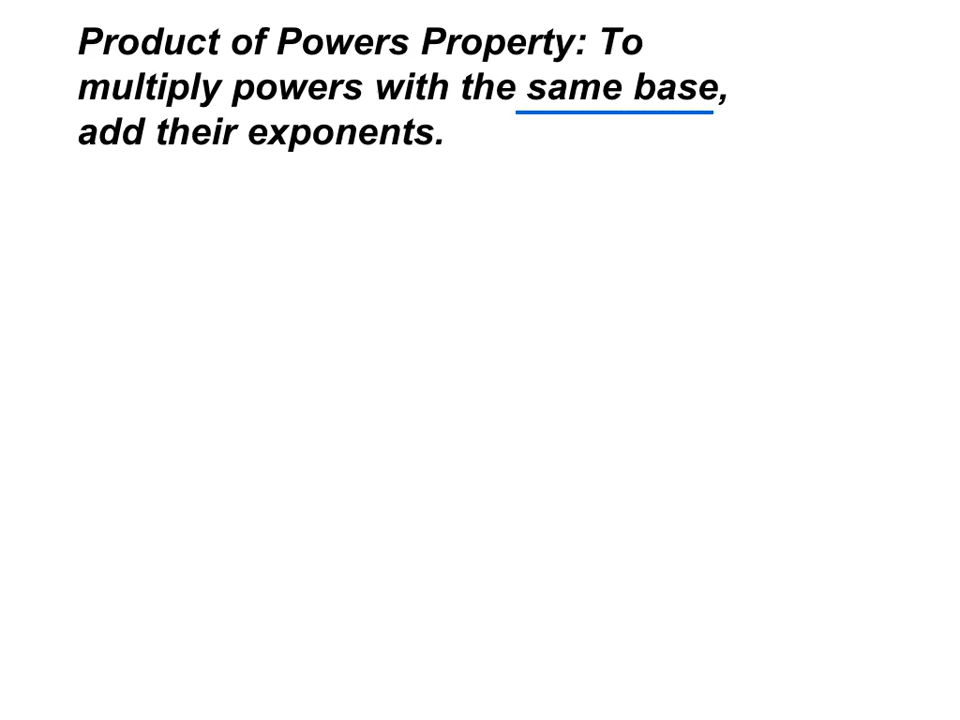 Product of Powers Property: To
multiply powers with the same base,
add their exponents.